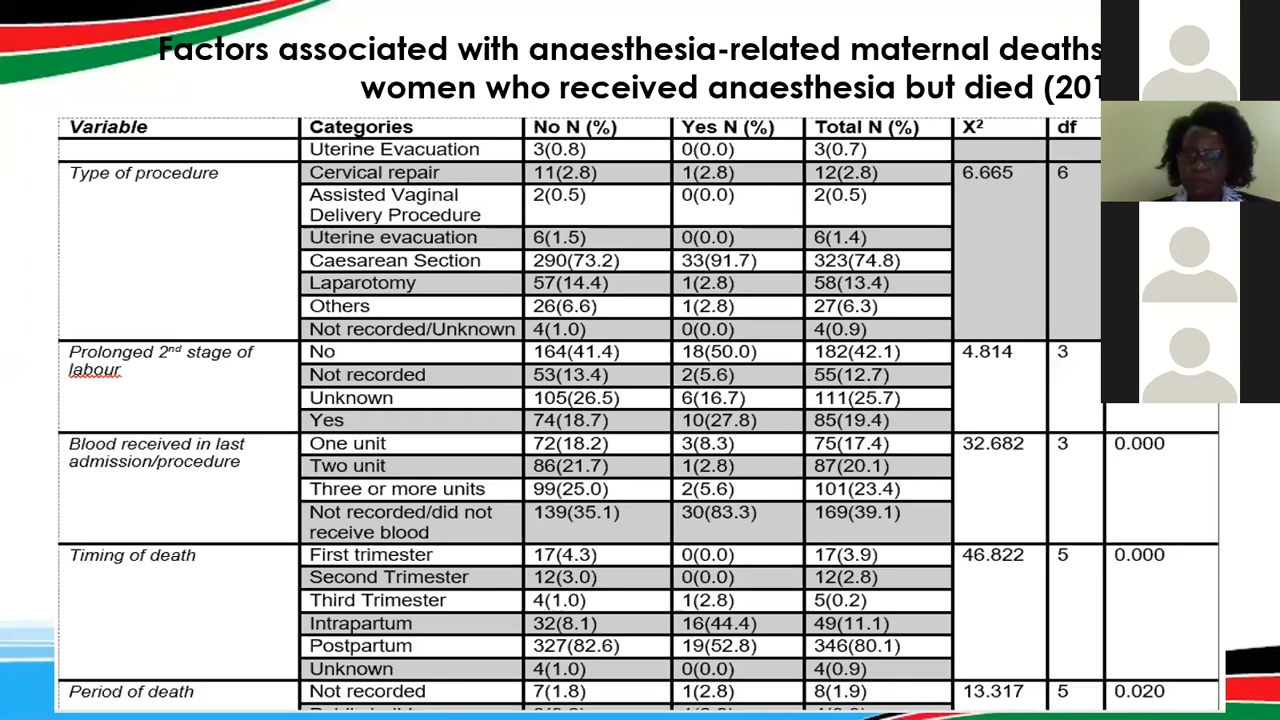 Factors associated with anaesthesia-related maternal deaths
women who received anaesthesia but died (201
Variable Categories No N (%) Yes N (%) Total N (%) X² df
Uterine Evacuation 3(0.8) 0(0.0) 3(0.7)
Type of procedure Cervical repair 11(2.8) 1(2.8) 12(2.8) 6.665 6
Assisted Vaginal 2(0.5) 0(0.0) 2(0.5)
Delivery Procedure
Uterine evacuation 6(1.5) 0(0.0) 6(1.4)
Caesarean Section 290(73.2) 33(91.7) 323(74.8)
Laparotomy 57(14.4) 1(2.8) 58(13.4)
Others 26(6.6) 1(2.8) 27(6.3)
Not recorded/Unknown 4(1.0) 0(0.0) 4(0.9)
Prolonged 2nd stage of No 164(41.4) 18(50.0) 182(42.1) 4.814 3
labour Not recorded 53(13.4) 2(5.6) 55(12.7)
Unknown 105(26.5) 6(16.7) 111(25.7)
Yes 74(18.7) 10(27.8) 85(19.4)
Blood received in last One unit 72(18.2) 3(8.3) 75(17.4) 32.682 3 0.000
admission/procedure Two unit 86(21.7) 1(2.8) 87(20.1)
Three or more units 99(25.0) 2(5.6) 101(23.4)
Not recorded/did not 139(35.1) 30(83.3) 169(39.1)
receive blood
Timing of death First trimester 17(4.3) 0(0.0) 17(3.9) 46.822 5 0.000
Second Trimester 12(3.0) 0(0.0) 12(2.8)
Third Trimester 4(1.0) 1(2.8) 5(0.2)
Intrapartum 32(8.1) 16(44.4) 49(11.1)
Postpartum 327(82.6) 19(52.8) 346(80.1)
Unknown 4(1.0) 0(0.0) 4(0.9)
Period of death Not recorded 7(1.8) 1(2.8) 8(1.9) 13.317 5 0.020